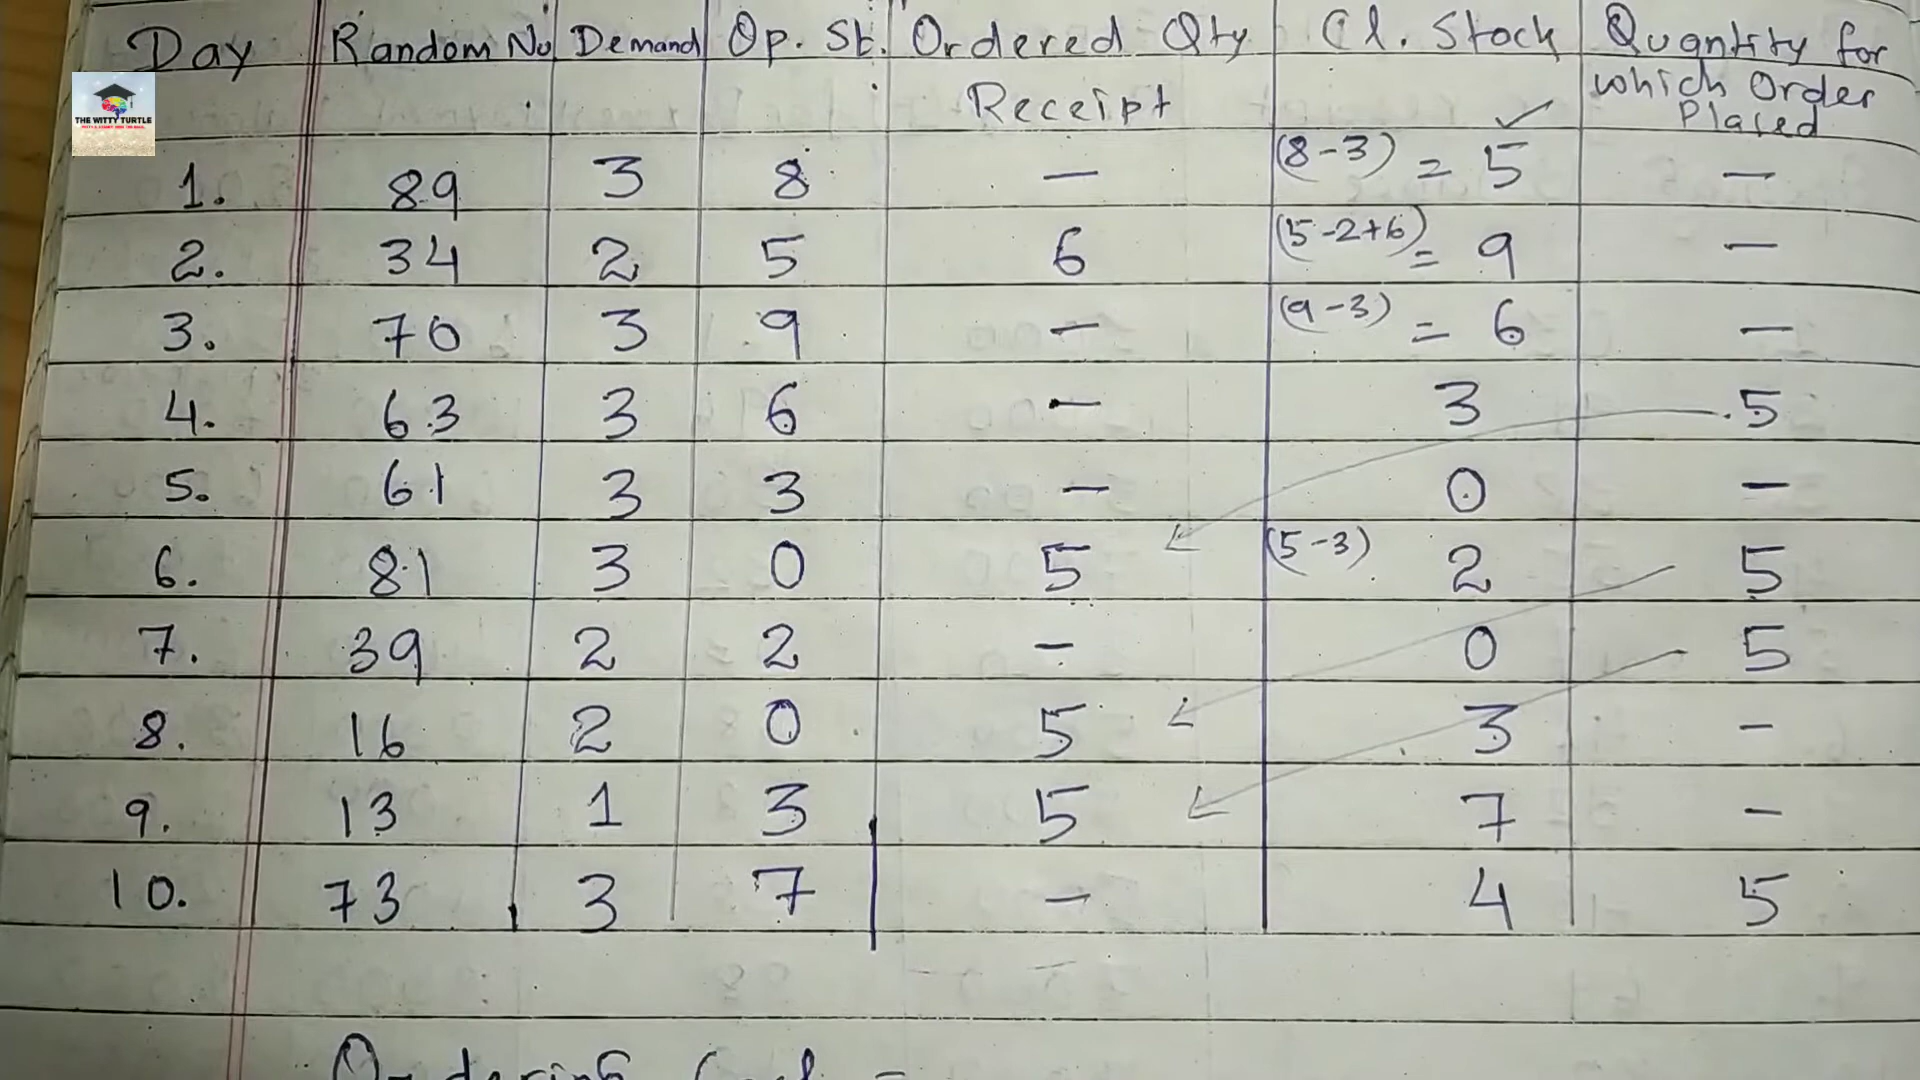 Day Random No Demand Op. St. Ordered Qty Receipt Cl. Stock Quantity for which Order Placed
THE WITTY TURTLE
1. 89 3 8 — (8-3) = 5 —
2. 34 2 5 6 (5-2+6) = 9 —
3. 70 3 9 — (9-3) = 6 —
4. 63 3 6 — 3 5
5. 61 3 3 — 0 —
6. 81 3 0 5 (5-3) 2 5
7. 39 2 2 - 0 5
8. 16 2 0 5 3 -
9. 13 1 3 5 7 -
10. 73 3 7 - 4 5